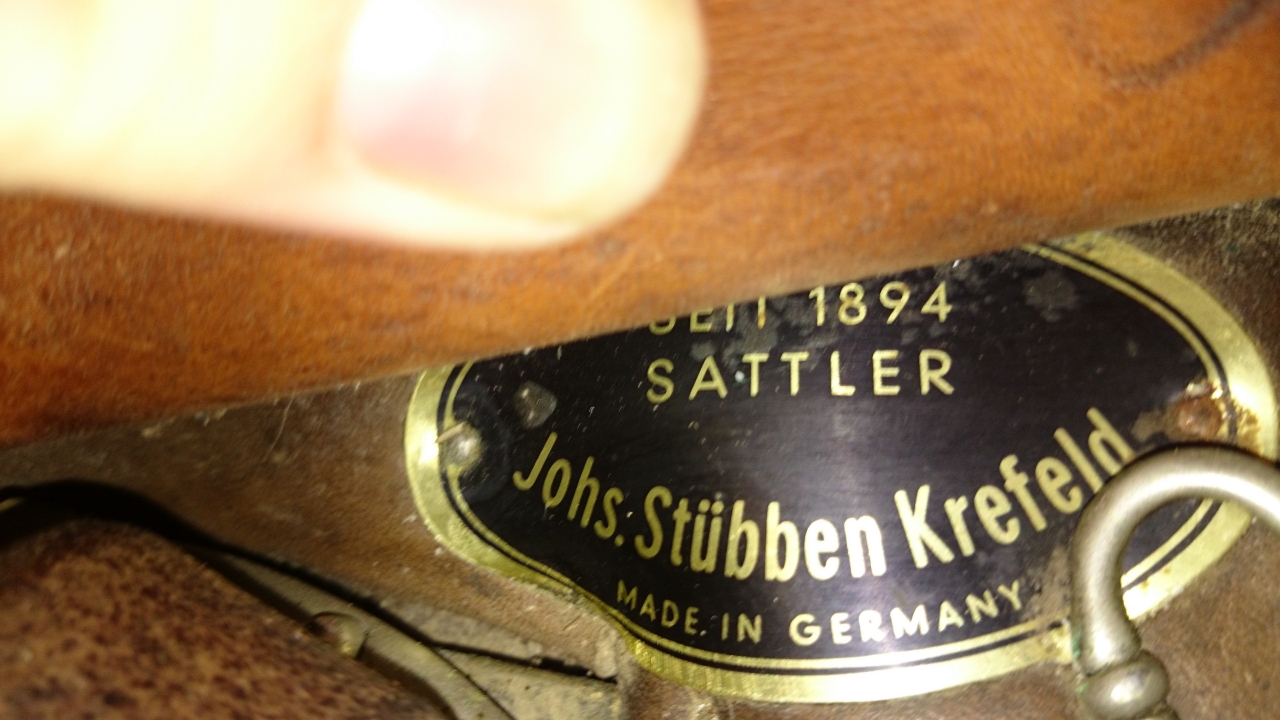 SEIT 1894
SATTLER
Johs. Stübben Krefeld
MADE IN GERMANY